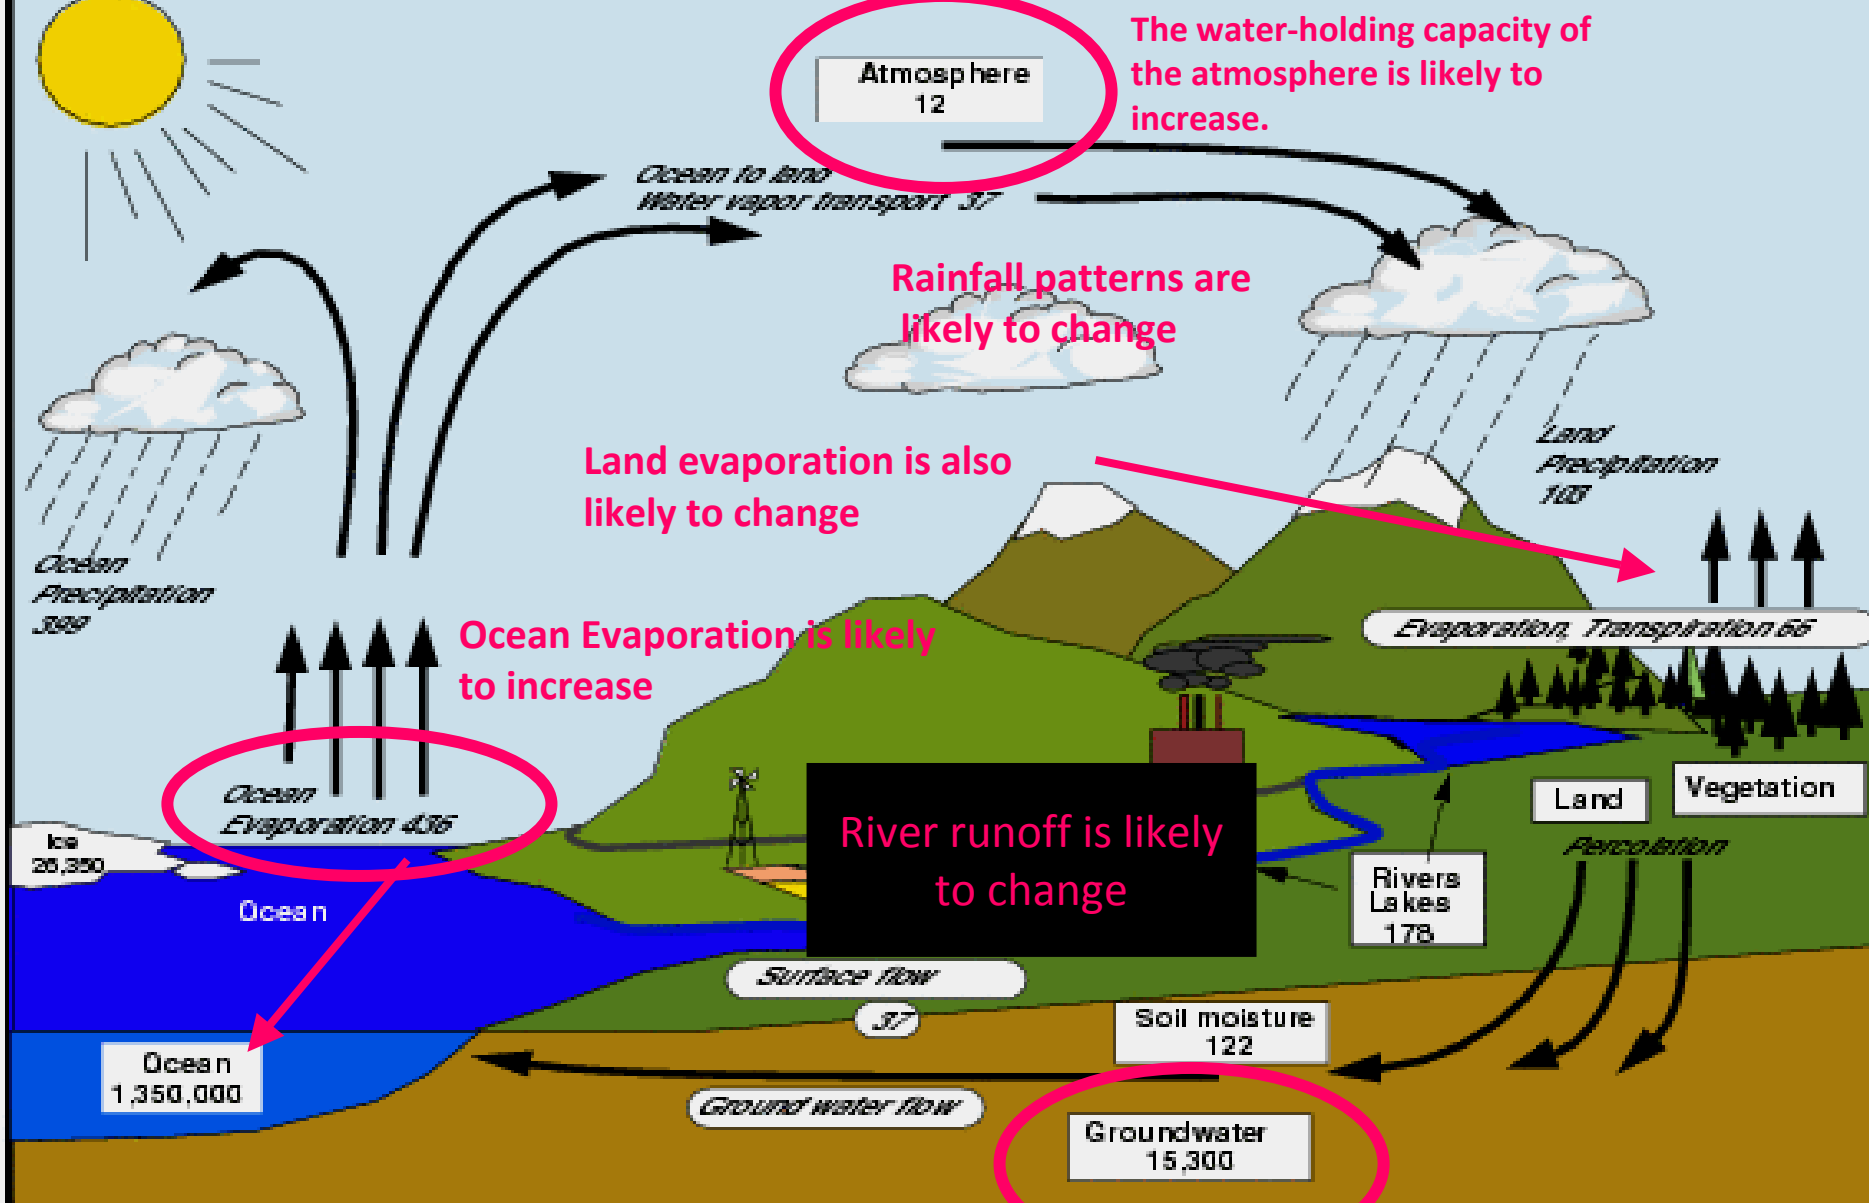 The water-holding capacity of
the atmosphere is likely to
increase.
Atmosphere
12
Ocean to land
Water vapor transport 37
Rainfall patterns are
likely to change
Land
Precipitation
103
Land evaporation is also
likely to change
Ocean
Precipitation
399
Evaporation, Transpiration 66
Ocean Evaporation is likely
to increase
Ocean
Evaporation 436
Vegetation
Land
Percolation
River runoff is likely
to change
Ice
26,350
Ocean
Rivers
Lakes
178
Surface flow
37
Soil moisture
122
Ocean
1,350,000
Ground water flow
Groundwater
15,300